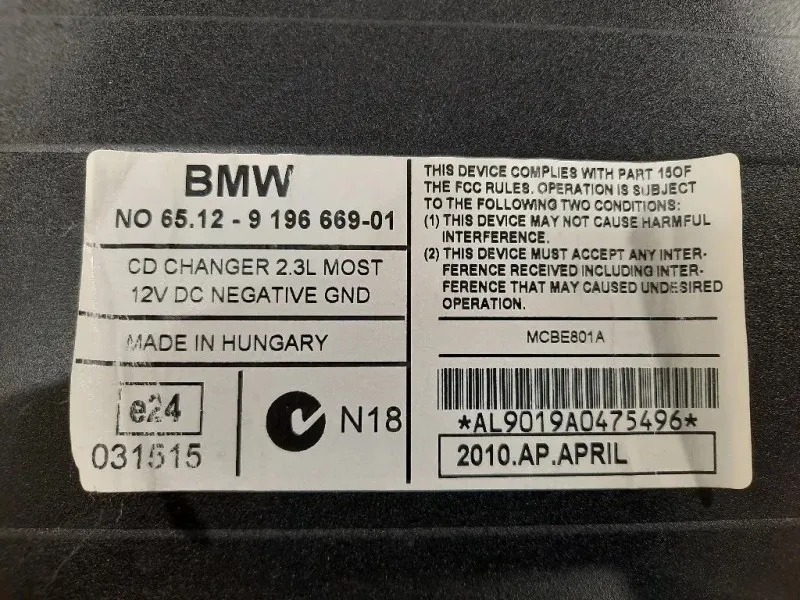 BMW
NO 65.12 - 9 196 669-01
CD CHANGER 2.3L MOST
12V DC NEGATIVE GND
MADE IN HUNGARY
e24
031515
N18
THIS DEVICE COMPLIES WITH PART 15OF
THE FCC RULES. OPERATION IS SUBJECT
TO THE FOLLOWING TWO CONDITIONS:
(1) THIS DEVICE MAY NOT CAUSE HARMFUL
INTERFERENCE.
(2) THIS DEVICE MUST ACCEPT ANY INTER-
FERENCE RECEIVED INCLUDING INTER-
FERENCE THAT MAY CAUSED UNDESIRED
OPERATION.
MCBE801A
*AL9019A0475496*
2010.AP.APRIL